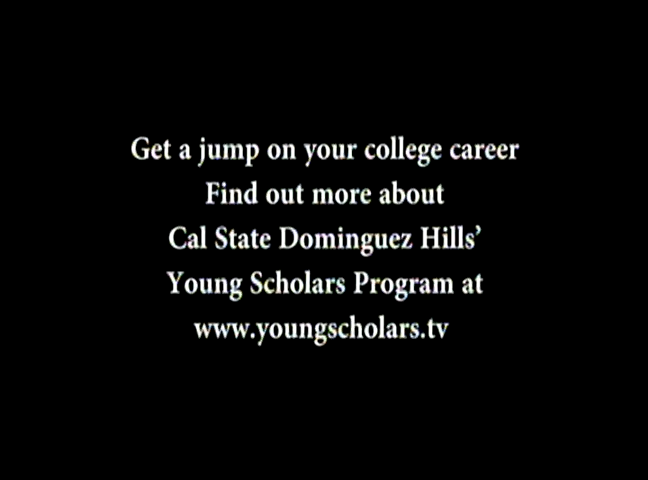 Get a jump on your college career
Find out more about
Cal State Dominguez Hills’
Young Scholars Program at
www.youngscholars.tv